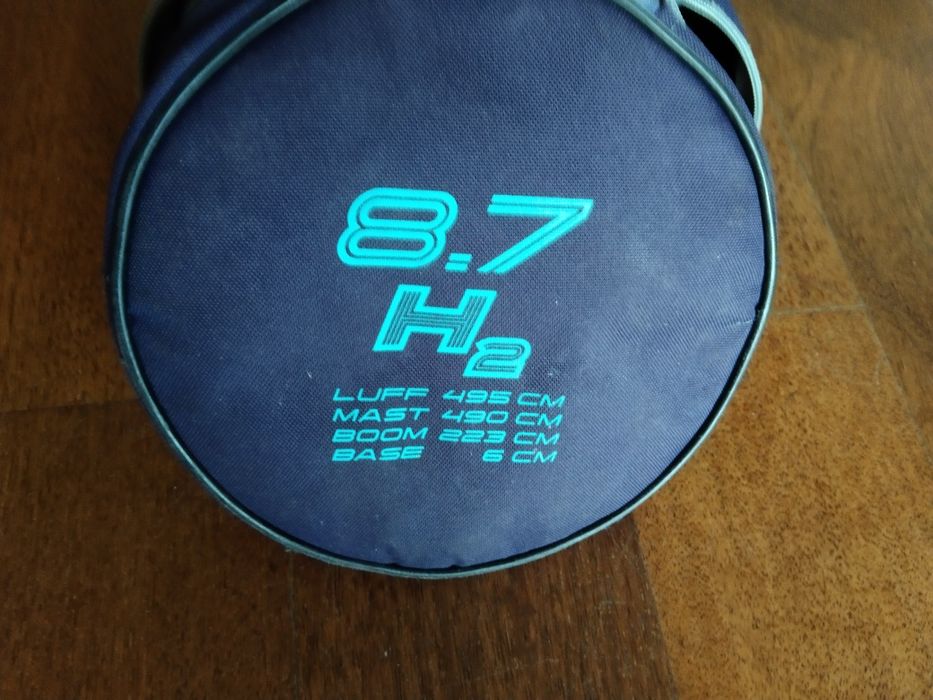 8.7
H2
LUFF 495 CM
MAST 490 CM
BOOM 223 CM
BASE 6 CM